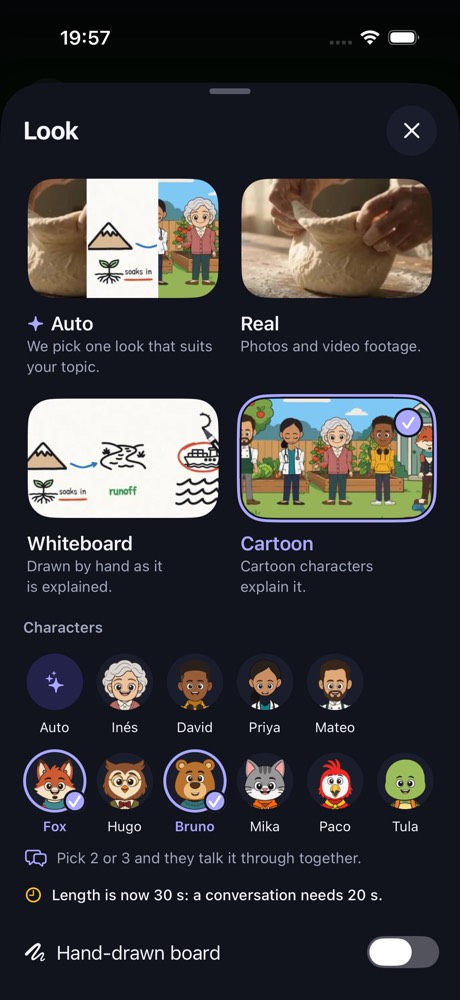 19:57
Look
soaks in
Auto
We pick one look that suits
your topic.
Real
Photos and video footage.
soaks in
runoff
Whiteboard
Drawn by hand as it
is explained.
Cartoon
Cartoon characters
explain it.
Characters
Auto
Inés
David
Priya
Mateo
Fox
Hugo
Bruno
Mika
Paco
Tula
Pick 2 or 3 and they talk it through together.
Length is now 30 s: a conversation needs 20 s.
Hand-drawn board